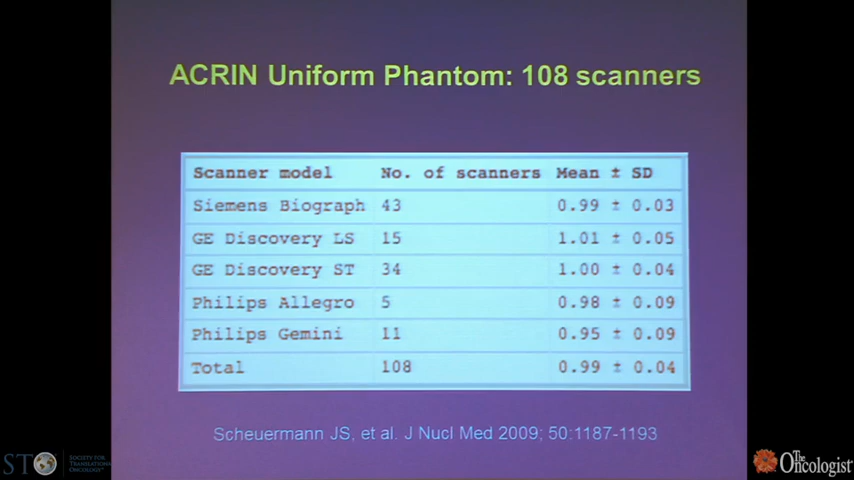 ACRIN Uniform Phantom: 108 scanners
Scanner model No. of scanners Mean ± SD
Siemens Biograph 43 0.99 ± 0.03
GE Discovery LS 15 1.01 ± 0.05
GE Discovery ST 34 1.00 ± 0.04
Philips Allegro 5 0.98 ± 0.09
Philips Gemini 11 0.95 ± 0.09
Total 108 0.99 ± 0.04
Scheuermann JS, et al. J Nucl Med 2009; 50:1187-1193
STO
SOCIETY FOR
TRANSLATIONAL
ONCOLOGY
The
Oncologist